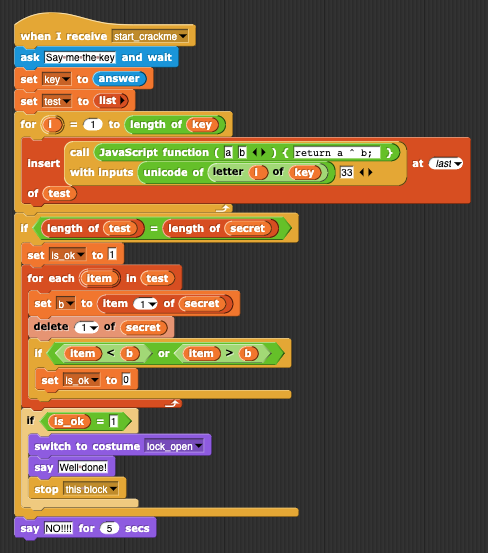 when I receive start_crackme
ask Say·me·the·key and wait
set key to answer
set test to list
for i = 1 to length of key
insert call JavaScript function ( a b ) { return a ^ b; } with inputs unicode of letter i of key 33 at last
of test
if length of test = length of secret
set is_ok to 1
for each item in test
set b to item 1 of secret
delete 1 of secret
if item < b or item > b
set is_ok to 0
if is_ok = 1
switch to costume lock_open
say Well·done!
stop this block
say NO!!!! for 5 secs